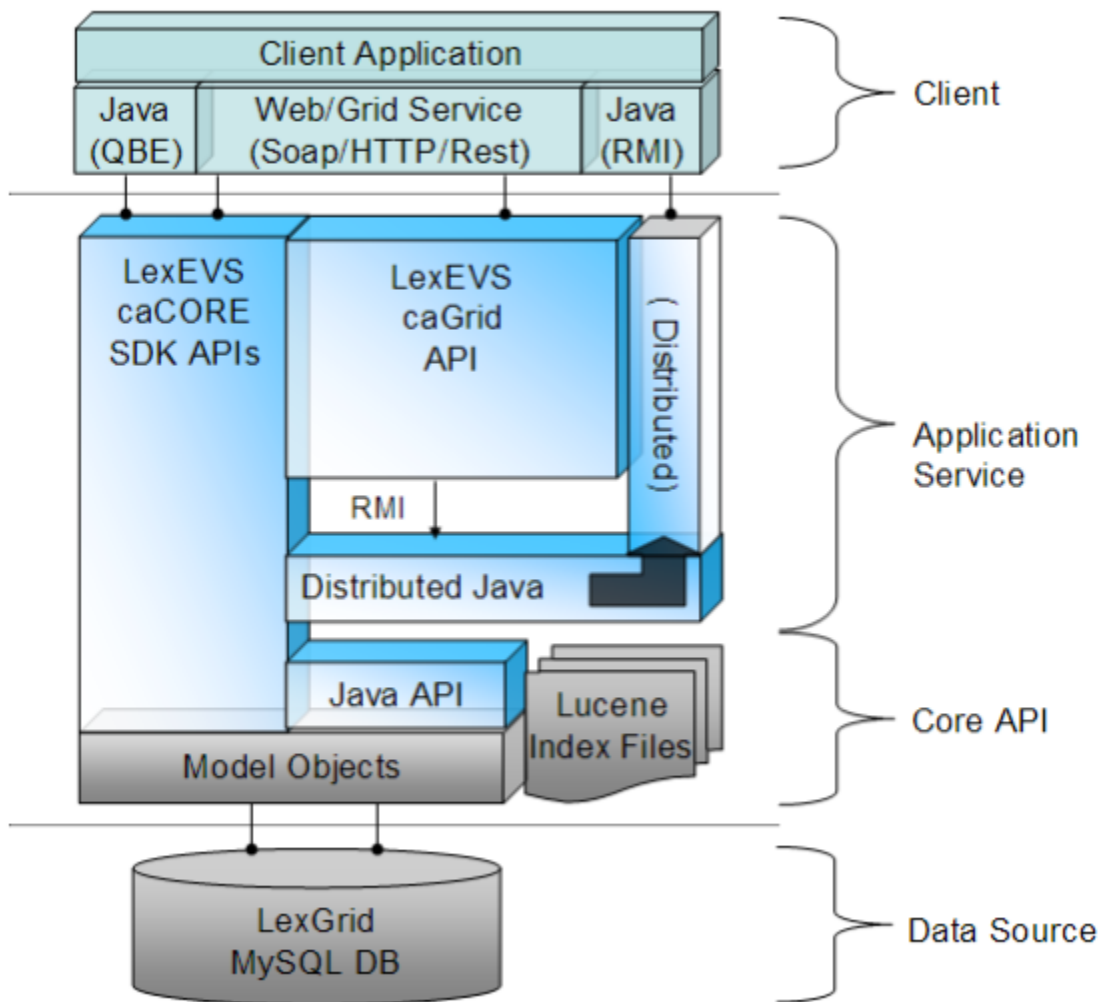 Client Application
Java
(QBE)
Web/Grid Service
(Soap/HTTP/Rest)
Java
(RMI)
Client
LexEVS
caCORE
SDK APIs
LexEVS
caGrid
API
( Distributed)
Application
Service
RMI
Distributed Java
Java API
Lucene
Index Files
Core API
Model Objects
LexGrid
MySQL DB
Data Source